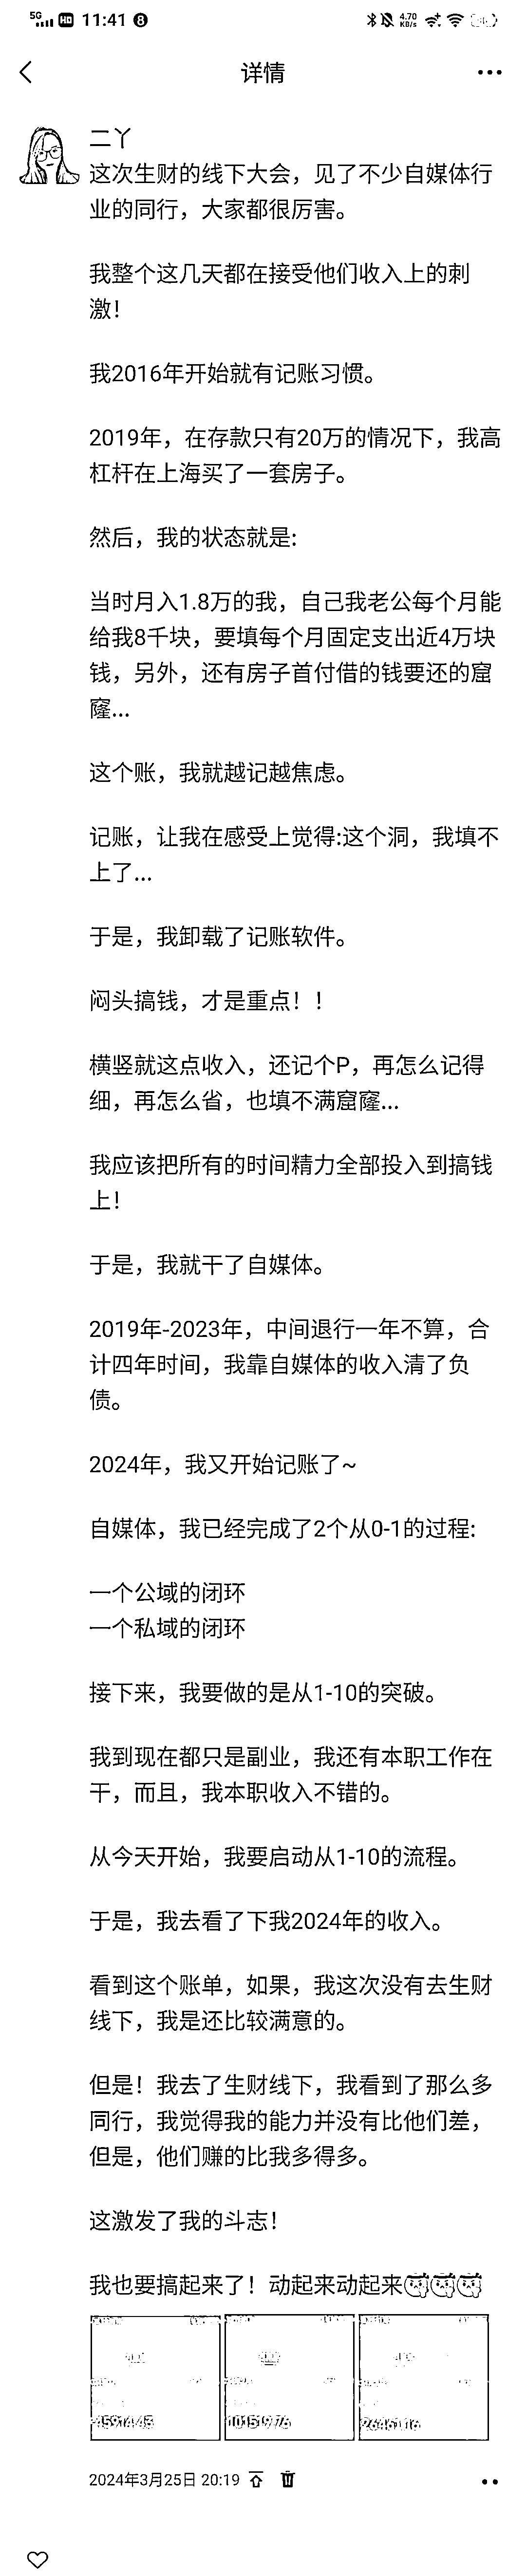 5G HD 11:41 8 4.70 KB/s
详情
二丫
这次生财的线下大会，见了不少自媒体行
业的同行，大家都很厉害。
我整个这几天都在接受他们收入上的刺
激！
我2016年开始就有记账习惯。
2019年，在存款只有20万的情况下，我高
杠杆在上海买了一套房子。
然后，我的状态就是:
当时月入1.8万的我，自己我老公每个月能
给我8千块，要填每个月固定支出近4万块
钱，另外，还有房子首付借的钱要还的窟
窿...
这个账，我就越记越焦虑。
记账，让我在感受上觉得:这个洞，我填不
上了...
于是，我卸载了记账软件。
闷头搞钱，才是重点！！
横竖就这点收入，还记个P，再怎么记得
细，再怎么省，也填不满窟窿...
我应该把所有的时间精力全部投入到搞钱
上！
于是，我就干了自媒体。
2019年-2023年，中间退行一年不算，合
计四年时间，我靠自媒体的收入清了负
债。
2024年，我又开始记账了~
自媒体，我已经完成了2个从0-1的过程:
一个公域的闭环
一个私域的闭环
接下来，我要做的是从1-10的突破。
我到现在都只是副业，我还有本职工作在
干，而且，我本职收入不错的。
从今天开始，我要启动从1-10的流程。
于是，我去看了下我2024年的收入。
看到这个账单，如果，我这次没有去生财
线下，我是还比较满意的。
但是！我去了生财线下，我看到了那么多
同行，我觉得我的能力并没有比他们差，
但是，他们赚的比我多得多。
这激发了我的斗志！
我也要搞起来了！动起来动起来
2024年3月25日 20:19